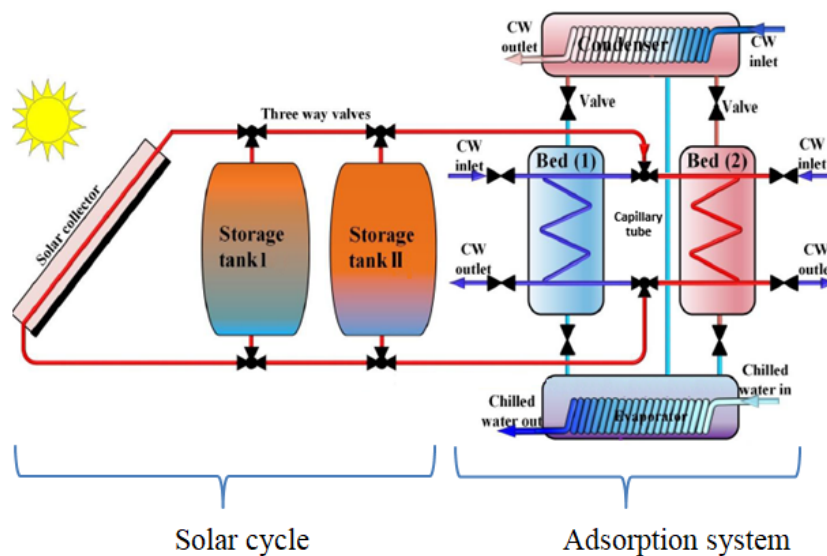 CW
outlet
Condenser
CW
inlet
Valve
Valve
Three way valves
CW
inlet
Bed (1)
Bed (2)
CW
inlet
Solar collector
Storage
tank I
Storage
tank II
Capillary
tube
CW
outlet
CW
outlet
Chilled
water in
Chilled
water out
Evaporator
Solar cycle
Adsorption system